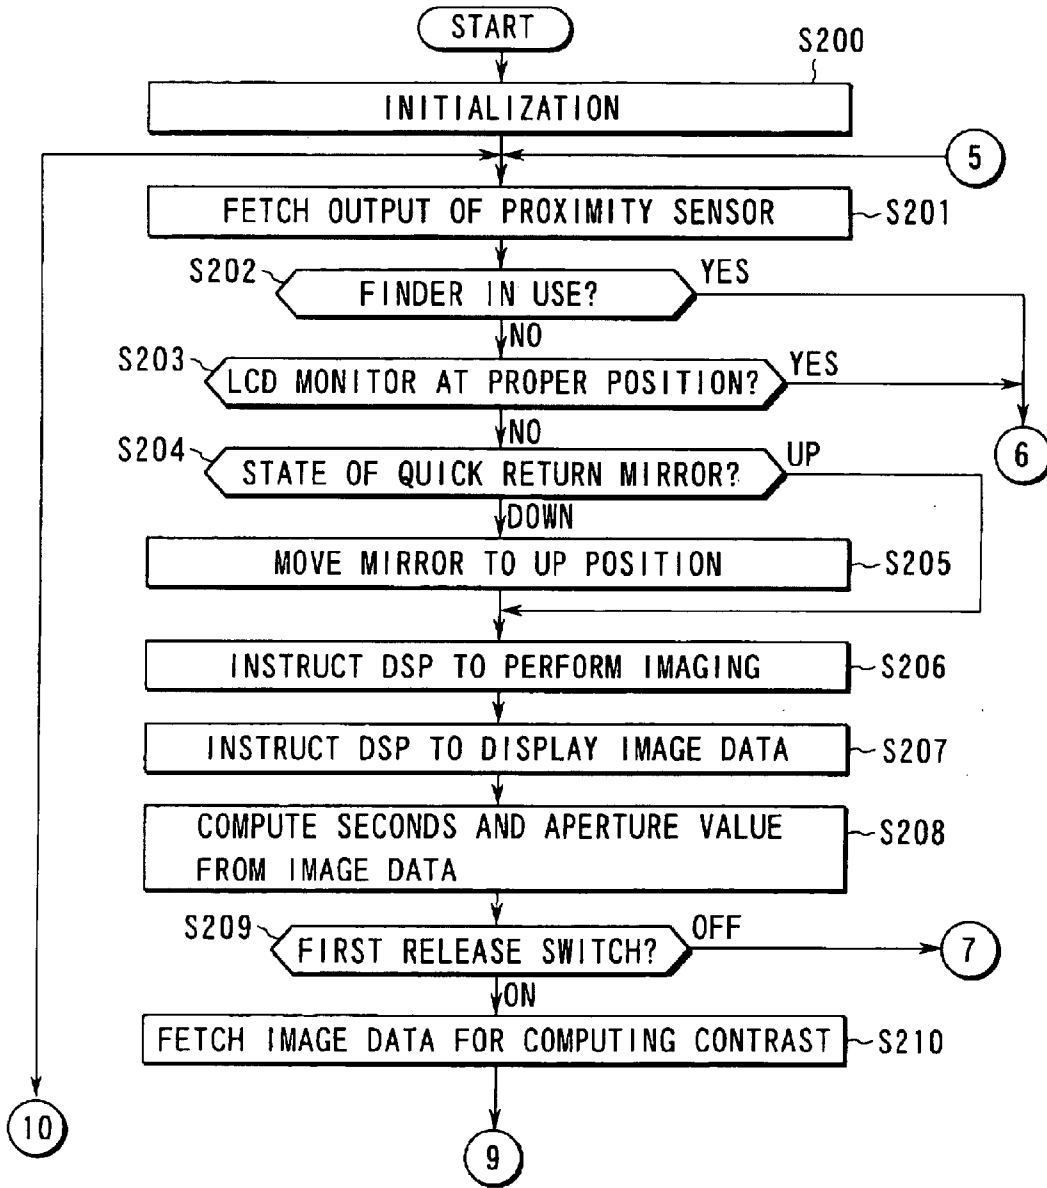 START
S200
INITIALIZATION
5
FETCH OUTPUT OF PROXIMITY SENSOR
S201
S202
FINDER IN USE?
YES
NO
S203
LCD MONITOR AT PROPER POSITION?
YES
NO
6
S204
STATE OF QUICK RETURN MIRROR?
UP
DOWN
MOVE MIRROR TO UP POSITION
S205
INSTRUCT DSP TO PERFORM IMAGING
S206
INSTRUCT DSP TO DISPLAY IMAGE DATA
S207
COMPUTE SECONDS AND APERTURE VALUE
FROM IMAGE DATA
S208
S209
FIRST RELEASE SWITCH?
OFF
7
ON
FETCH IMAGE DATA FOR COMPUTING CONTRAST
S210
10
9